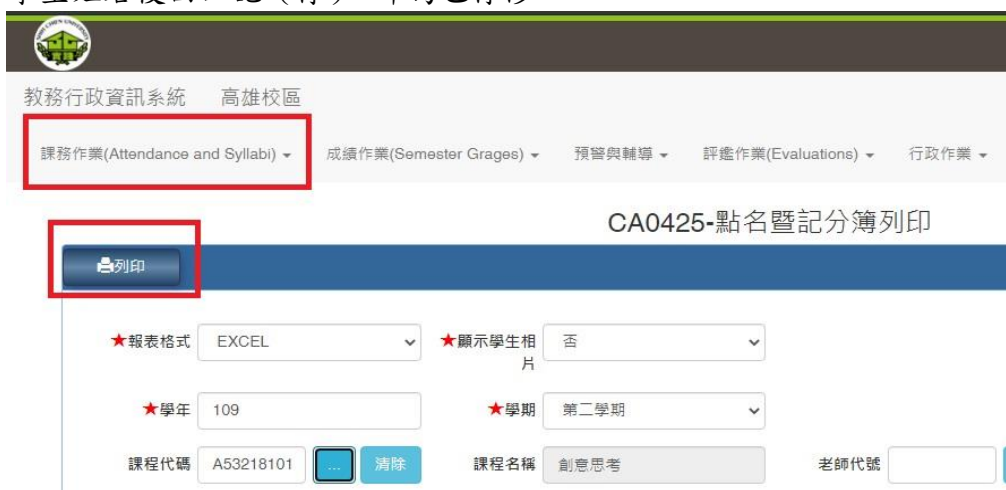 教務行政資訊系統 高雄校區
課務作業(Attendance and Syllabi) 成績作業(Semester Grages) 預警與輔導 評鑑作業(Evaluations) 行政作業
CA0425-點名暨記分簿列印
列印
★報表格式 EXCEL ★顯示學生相片 否
★學年 109 ★學期 第二學期
課程代碼 A53218101 ... 清除 課程名稱 創意思考 老師代號